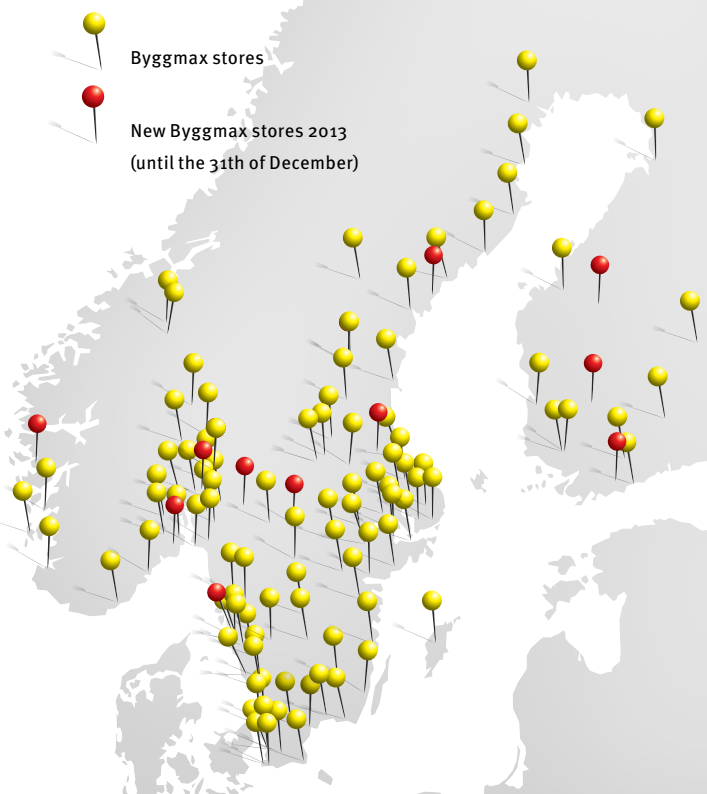 Byggmax stores
New Byggmax stores 2013
(until the 31th of December)